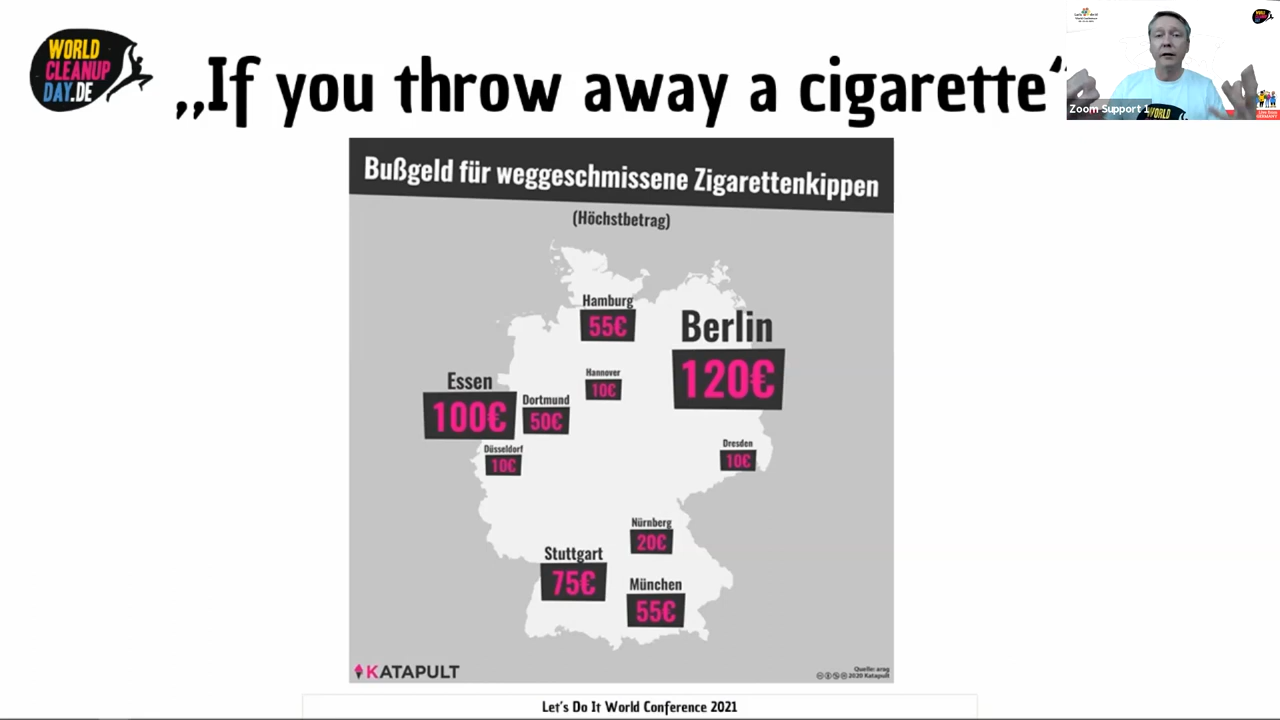 WORLD
CLEANUP
DAY.DE
„If you throw away a cigarette“
Zoom Support 1
Bußgeld für weggeschmissene Zigarettenkippen
(Höchstbetrag)
Hamburg
55€
Berlin
120€
Hannover
10€
Essen
100€
Dortmund
50€
Düsseldorf
10€
Dresden
10€
Nürnberg
20€
Stuttgart
75€
München
55€
KATAPULT
Quelle: arag
2020 Katapult
Let's Do It World Conference 2021